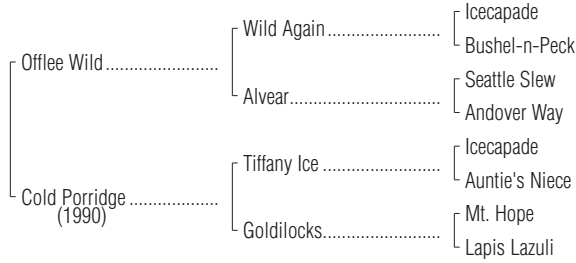 Icecapade
Wild Again
Bushel-n-Peck
Offlee Wild
Seattle Slew
Alvear
Andover Way
Icecapade
Tiffany Ice
Auntie's Niece
Cold Porridge
(1990)
Mt. Hope
Goldilocks
Lapis Lazuli